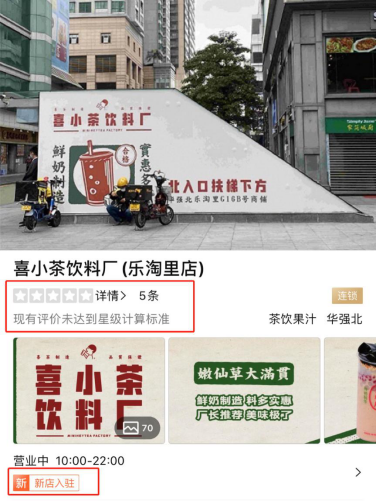 喜小茶饮料厂
MINIHEYTEA FACTORY
鲜奶制造
合格
實惠多
北入口扶梯下方
华强北乐淘里G16B号商铺
喜小茶饮料厂(乐淘里店)
详情> 5条
连锁
现有评价未达到星级计算标准
茶饮果汁 华强北
喜小茶
饮料厂
70
嫩仙草大滿貫
鲜奶制造 料多实惠
厂长推荐 美味极了
营业中 10:00-22:00
新 新店入驻